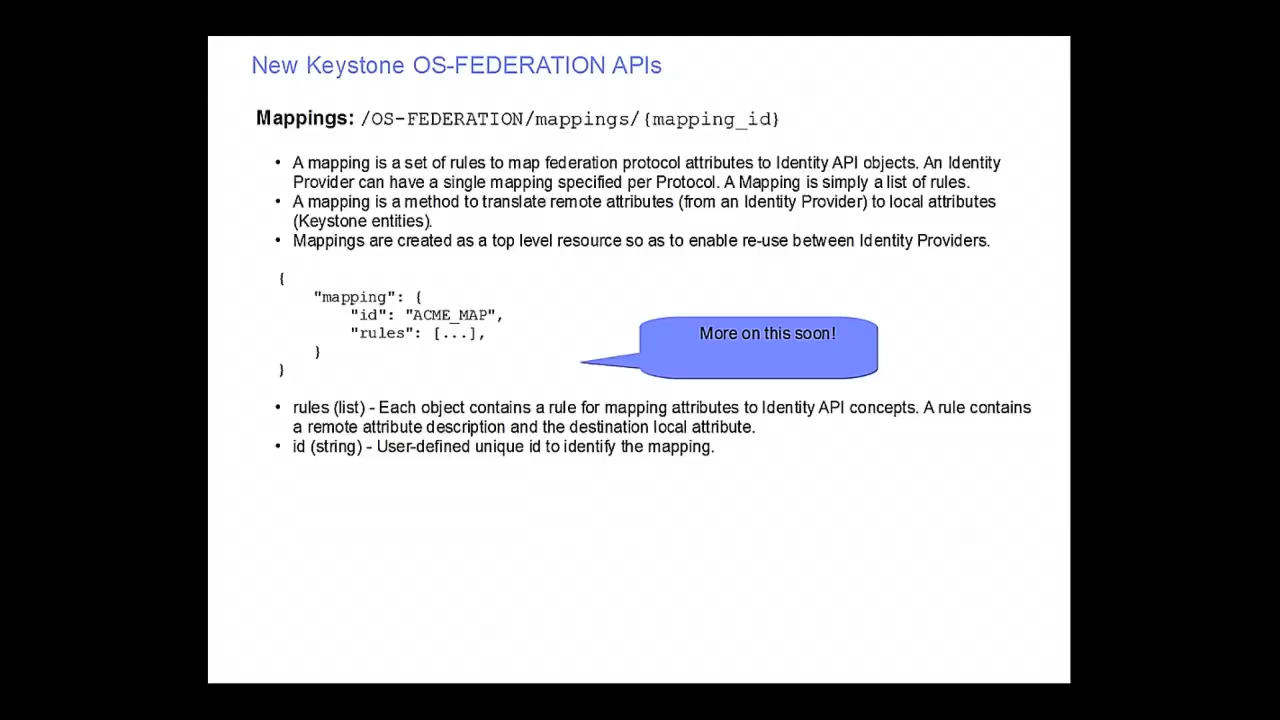 New Keystone OS-FEDERATION APIs
Mappings: /OS-FEDERATION/mappings/{mapping_id}
• A mapping is a set of rules to map federation protocol attributes to Identity API objects. An Identity
Provider can have a single mapping specified per Protocol. A Mapping is simply a list of rules.
• A mapping is a method to translate remote attributes (from an Identity Provider) to local attributes
(Keystone entities).
• Mappings are created as a top level resource so as to enable re-use between Identity Providers.
{
"mapping": {
"id": "ACME_MAP",
"rules": [...],
}
}
More on this soon!
• rules (list) - Each object contains a rule for mapping attributes to Identity API concepts. A rule contains
a remote attribute description and the destination local attribute.
• id (string) - User-defined unique id to identify the mapping.